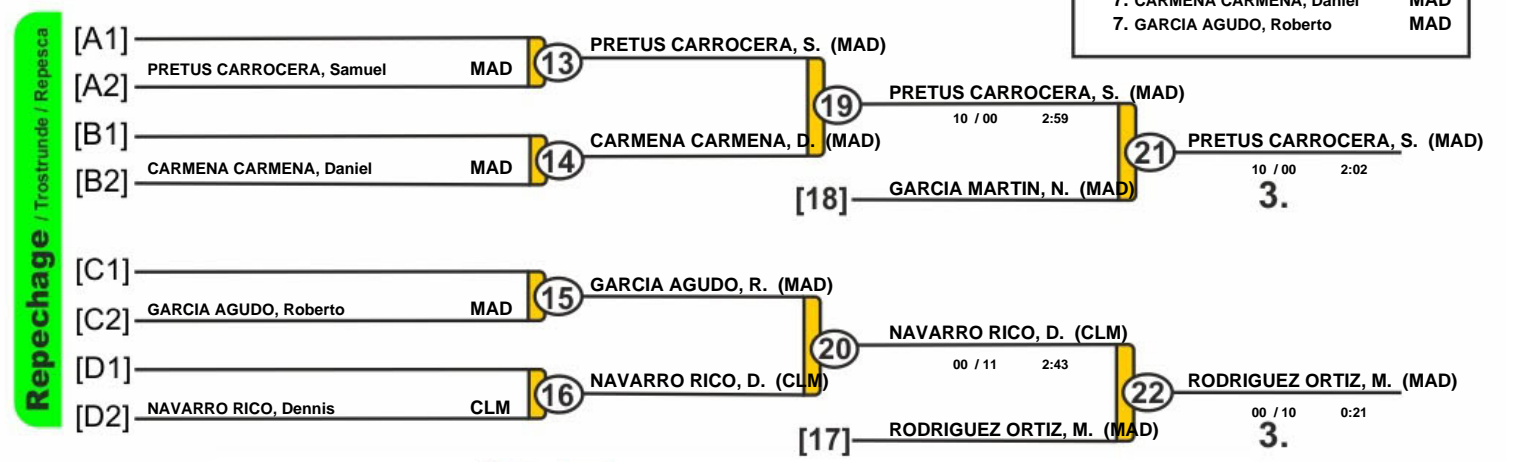 7. CARMENA CARMENA, Daniel MAD
7. GARCIA AGUDO, Roberto MAD
Repechage / Trostrunde / Repesca
[A1]
PRETUS CARROCERA, Samuel MAD
[A2]
13
PRETUS CARROCERA, S. (MAD)
[B1]
CARMENA CARMENA, Daniel MAD
[B2]
14
CARMENA CARMENA, D. (MAD)
19
PRETUS CARROCERA, S. (MAD)
10 / 00 2:59
[18]
GARCIA MARTIN, N. (MAD)
21
PRETUS CARROCERA, S. (MAD)
10 / 00 2:02
3.
[C1]
GARCIA AGUDO, Roberto MAD
[C2]
15
GARCIA AGUDO, R. (MAD)
[D1]
NAVARRO RICO, Dennis CLM
[D2]
16
NAVARRO RICO, D. (CLM)
20
NAVARRO RICO, D. (CLM)
00 / 11 2:43
[17]
RODRIGUEZ ORTIZ, M. (MAD)
22
RODRIGUEZ ORTIZ, M. (MAD)
00 / 10 0:21
3.